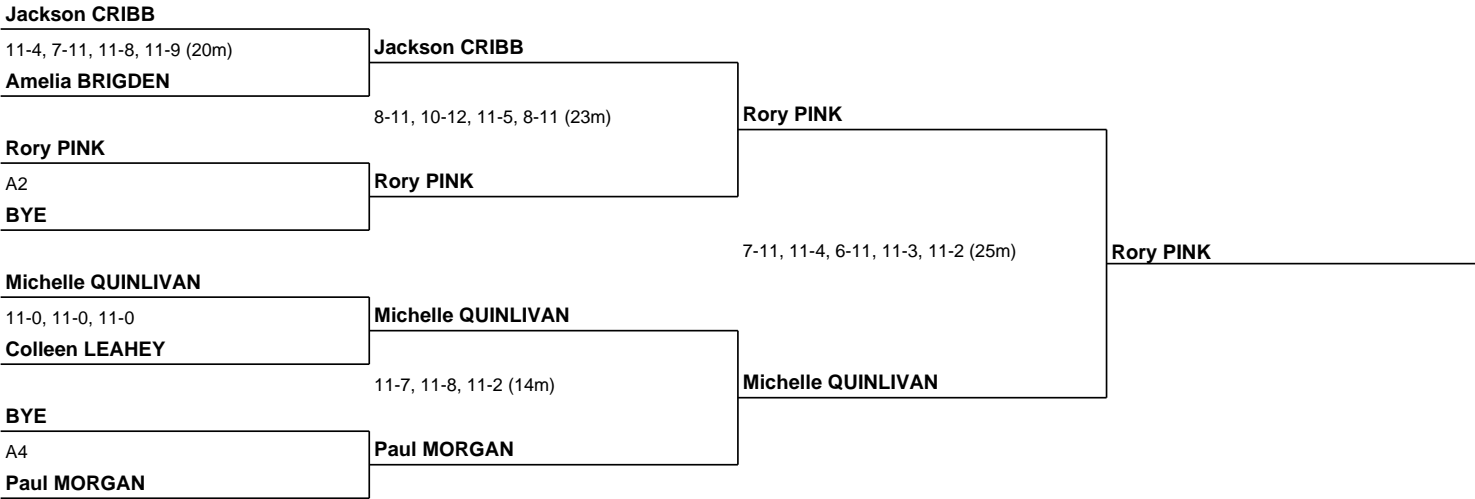 Jackson CRIBB
11-4, 7-11, 11-8, 11-9 (20m)
Jackson CRIBB
Amelia BRIGDEN
8-11, 10-12, 11-5, 8-11 (23m)
Rory PINK
Rory PINK
A2
Rory PINK
BYE
7-11, 11-4, 6-11, 11-3, 11-2 (25m)
Rory PINK
Michelle QUINLIVAN
11-0, 11-0, 11-0
Michelle QUINLIVAN
Colleen LEAHEY
11-7, 11-8, 11-2 (14m)
Michelle QUINLIVAN
BYE
A4
Paul MORGAN
Paul MORGAN